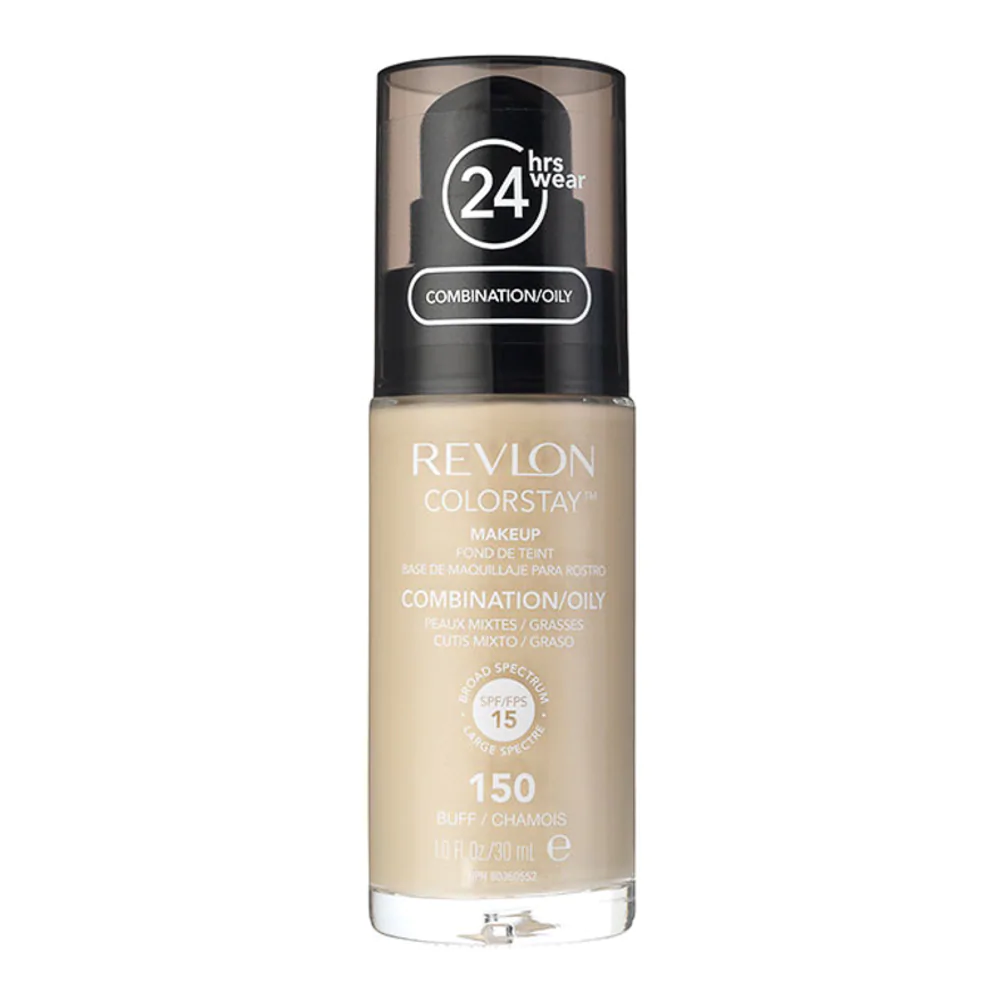 24 hrs
wear
COMBINATION/OILY
REVLON
COLORSTAY™
MAKEUP
FOND DE TEINT
BASE DE MAQUILLAJE PARA ROSTRO
COMBINATION/OILY
PEAUX MIXTES / GRASSES
CUTIS MIXTO / GRASO
• BROAD SPECTRUM •
SPF/FPS
15
LARGE SPECTRE
150
BUFF / CHAMOIS
1.0 Fl. Oz./30 mL ℮